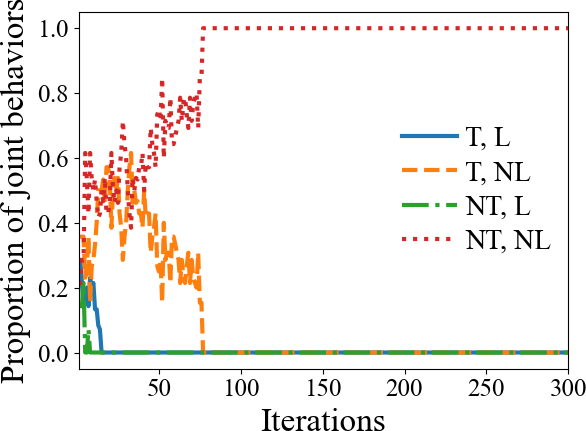 Proportion of joint behaviors
1.0
0.8
0.6
0.4
0.2
0.0
T, L
T, NL
NT, L
NT, NL
50 100 150 200 250 300
Iterations